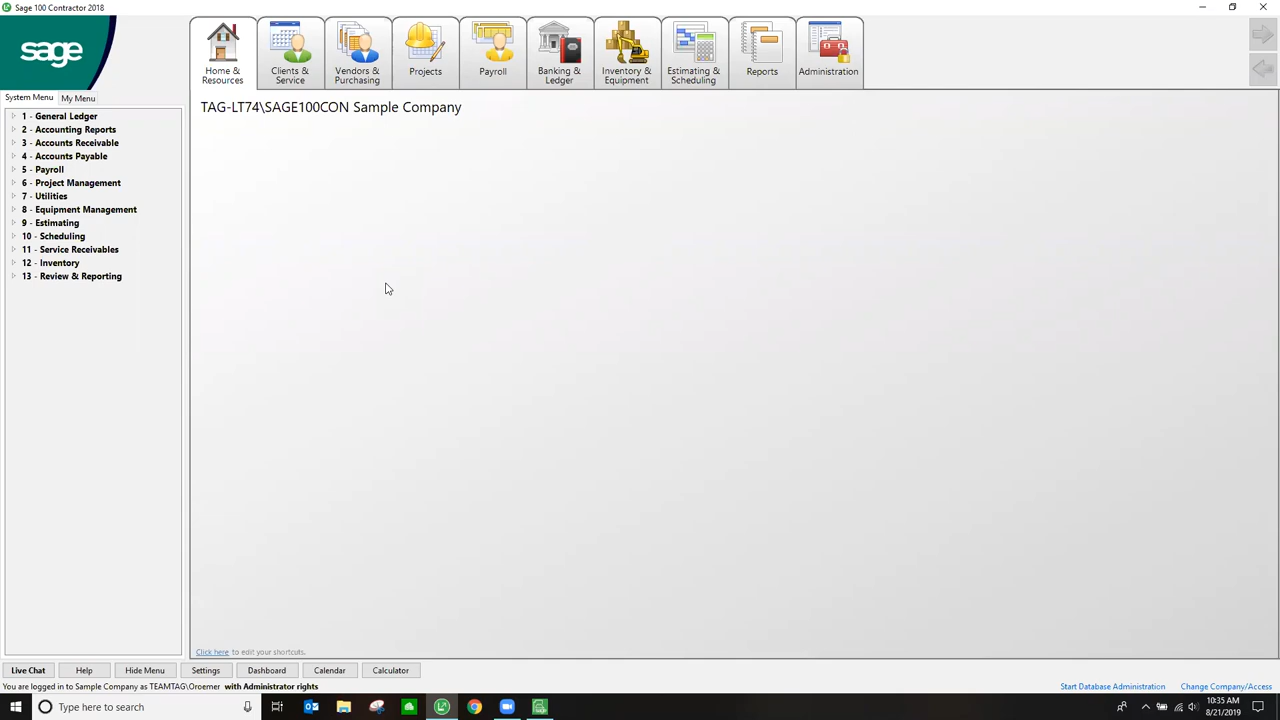 Sage 100 Contractor 2018
sage
Home & Resources
Clients & Service
Vendors & Purchasing
Projects
Payroll
Banking & Ledger
Inventory & Equipment
Estimating & Scheduling
Reports
Administration
System Menu
My Menu
TAG-LT74\SAGE100CON Sample Company
1 - General Ledger
2 - Accounting Reports
3 - Accounts Receivable
4 - Accounts Payable
5 - Payroll
6 - Project Management
7 - Utilities
8 - Equipment Management
9 - Estimating
10 - Scheduling
11 - Service Receivables
12 - Inventory
13 - Review & Reporting
Click here to edit your shortcuts.
Live Chat
Help
Hide Menu
Settings
Dashboard
Calendar
Calculator
You are logged in to Sample Company as TEAMTAG\Oroemer with Administrator rights
Start Database Administration
Change Company/Access
Type here to search
10:35 AM
8/21/2019